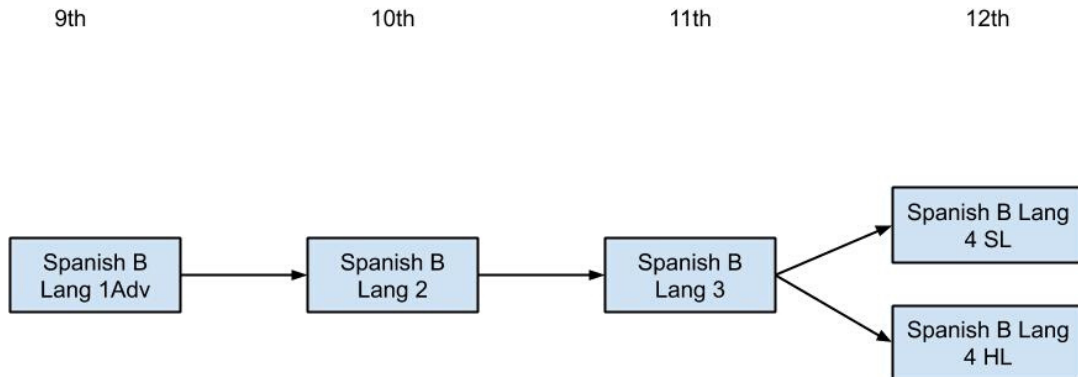 9th
10th
11th
12th
Spanish B
Lang 1Adv
Spanish B
Lang 2
Spanish B
Lang 3
Spanish B Lang
4 SL
Spanish B Lang
4 HL